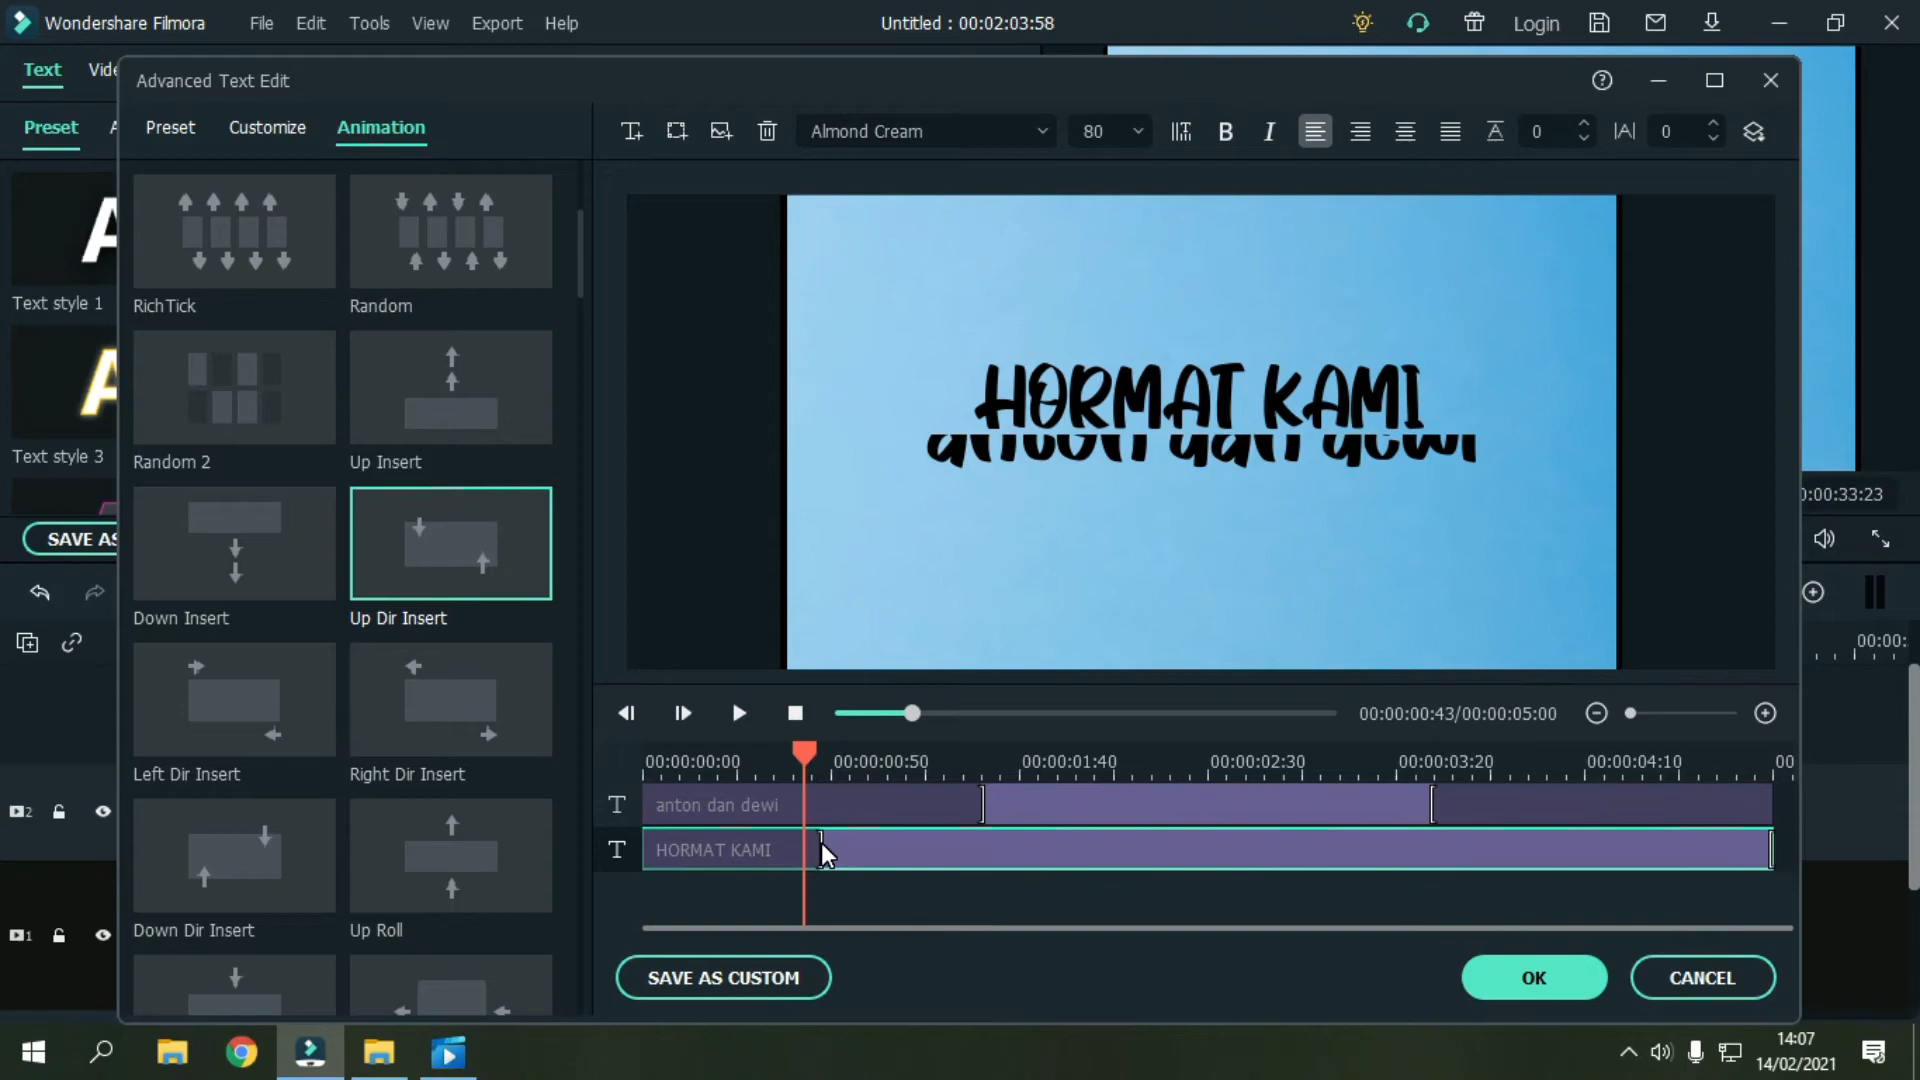 Wondershare Filmora File Edit Tools View Export Help Untitled : 00:02:03:58 Login
Text
Advanced Text Edit
Preset
Preset Customize Animation
Almond Cream 80 0 0
RichTick Random
Text style 1
HORMAT KAMI
anton dan dewi
Random 2 Up Insert
Text style 3
00:00:33:23
SAVE AS
Down Insert Up Dir Insert
Left Dir Insert Right Dir Insert
00:00:00:43/00:00:05:00
00:00:00:00 00:00:00:50 00:00:01:40 00:00:02:30 00:00:03:20 00:00:04:10 00
anton dan dewi
HORMAT KAMI
2
1
Down Dir Insert Up Roll
SAVE AS CUSTOM OK CANCEL
14:07
14/02/2021